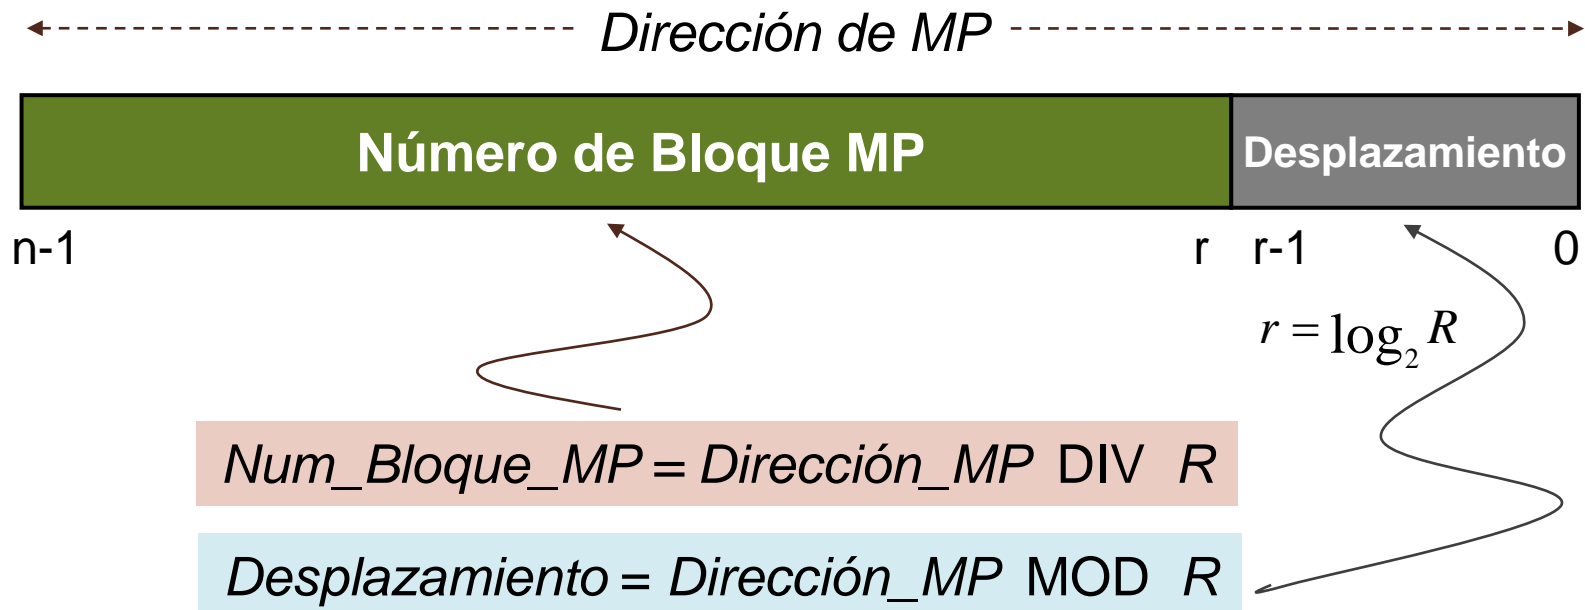 Dirección de MP
Número de Bloque MP Desplazamiento
n-1 r r-1 0
r = log₂ R
Num_Bloque_MP = Dirección_MP DIV R
Desplazamiento = Dirección_MP MOD R